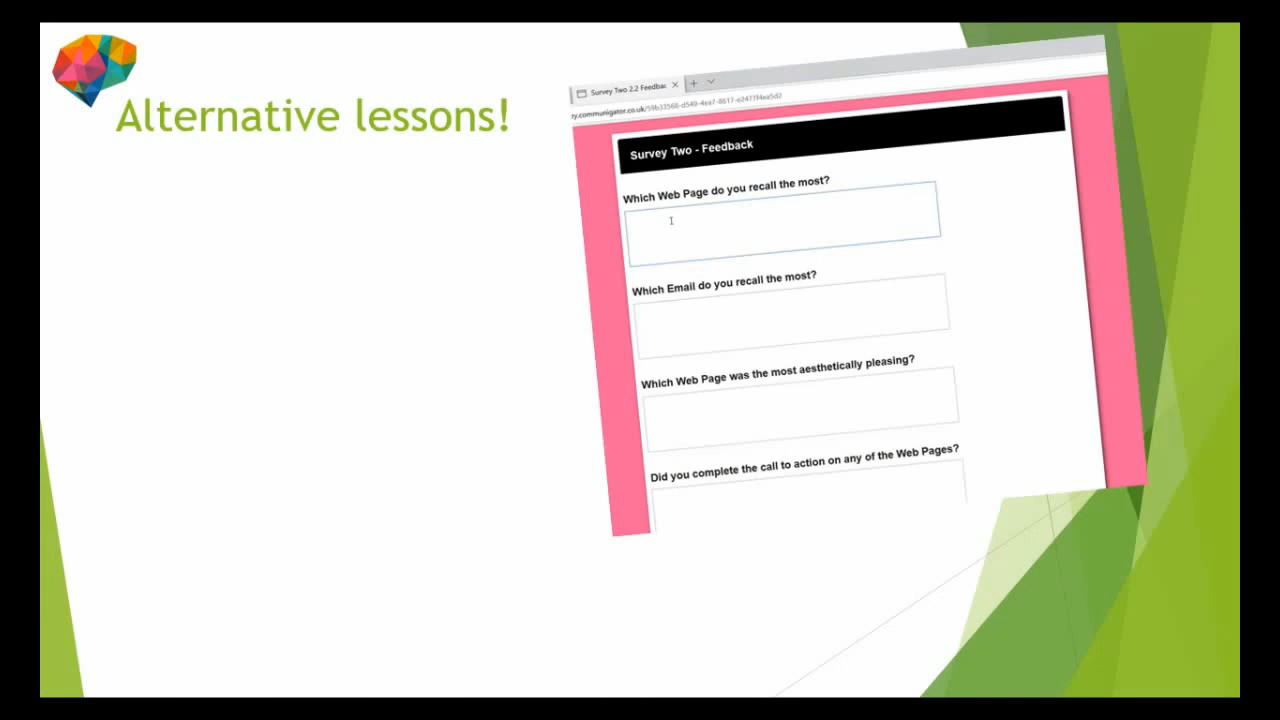 Alternative lessons!
Survey Two 2.2 Feedbac
Survey Two - Feedback
Which Web Page do you recall the most?
Which Email do you recall the most?
Which Web Page was the most aesthetically pleasing?
Did you complete the call to action on any of the Web Pages?